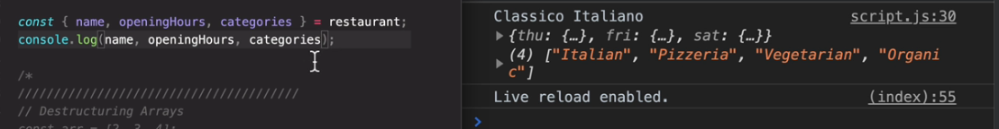 const { name, openingHours, categories } = restaurant;
console.log(name, openingHours, categories);
/*
///////////////////////////////////////
// Destructuring Arrays
const arr = [2, 3, 4];
Classico Italiano script.js:30
▶ {thu: {…}, fri: {…}, sat: {…}}
▶ (4) ["Italian", "Pizzeria", "Vegetarian", "Organi
c"]
Live reload enabled. (index):55
>